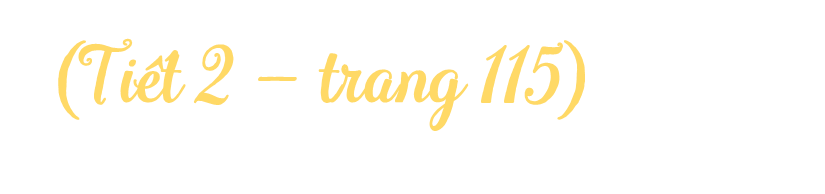 (Tiết 2 – trang 115)